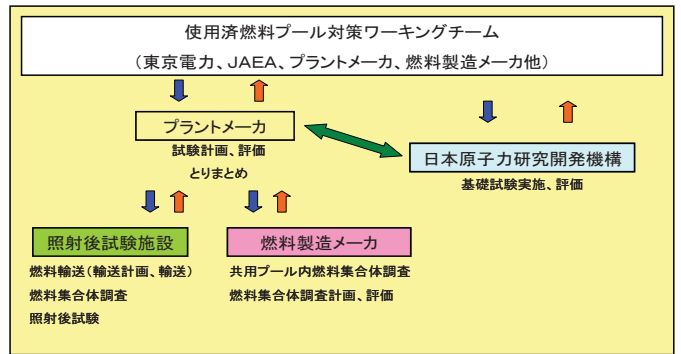 使用済燃料プール対策ワーキングチーム
（東京電力、JAEA、プラントメーカ、燃料製造メーカ他）
プラントメーカ
試験計画、評価
とりまとめ
日本原子力研究開発機構
基礎試験実施、評価
照射後試験施設
燃料輸送（輸送計画、輸送）
燃料集合体調査
照射後試験
燃料製造メーカ
共用プール内燃料集合体調査
燃料集合体調査計画、評価